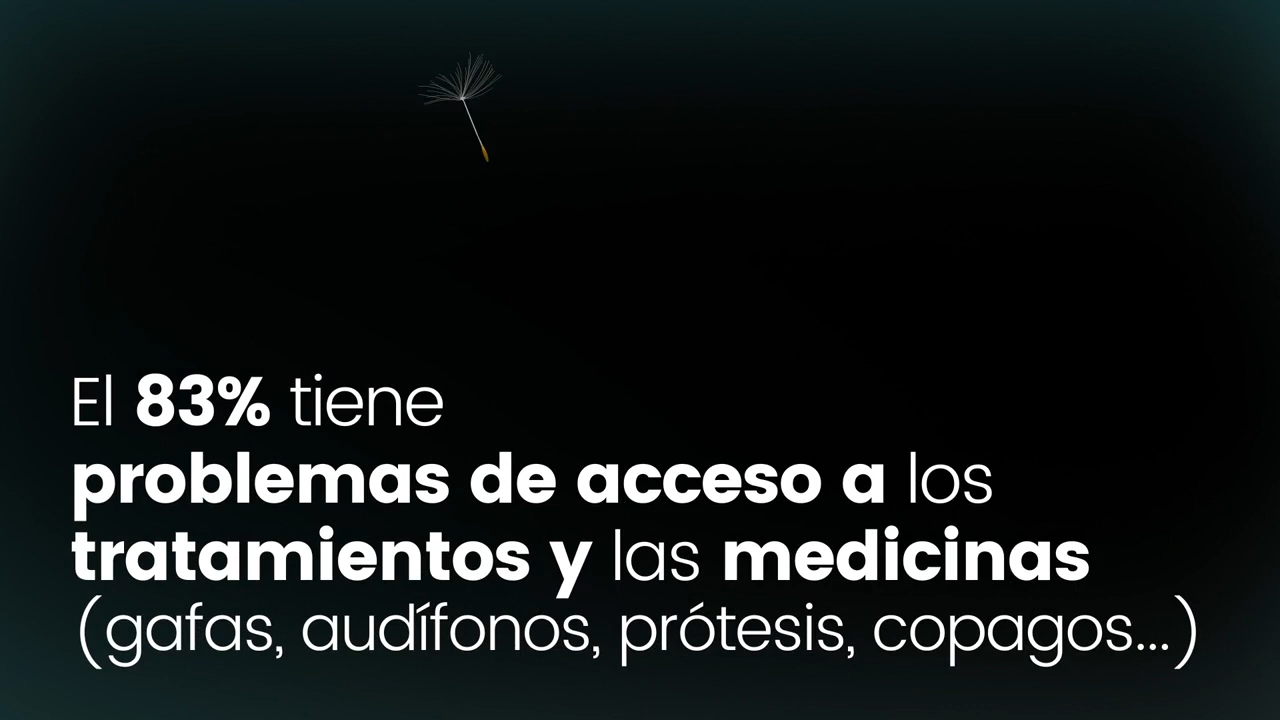 El 83% tiene
problemas de acceso a los
tratamientos y las medicinas
(gafas, audífonos, prótesis, copagos...)